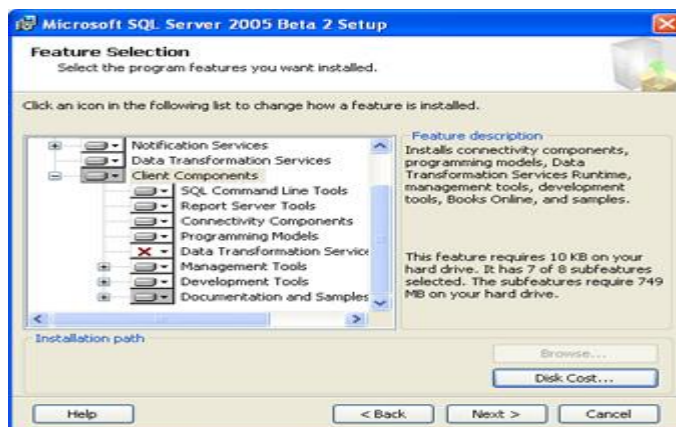 Microsoft SQL Server 2005 Beta 2 Setup
Feature Selection
Select the program features you want installed.
Click an icon in the following list to change how a feature is installed.
Notification Services
Data Transformation Services
Client Components
SQL Command Line Tools
Report Server Tools
Connectivity Components
Programming Models
Data Transformation Service
Management Tools
Development Tools
Documentation and Samples
Feature description
Installs connectivity components,
programming models, Data
Transformation Services Runtime,
management tools, development
tools, Books Online, and samples.
This feature requires 10 KB on your
hard drive. It has 7 of 8 subfeatures
selected. The subfeatures require 749
MB on your hard drive.
Installation path
Browse...
Disk Cost...
Help
< Back
Next >
Cancel